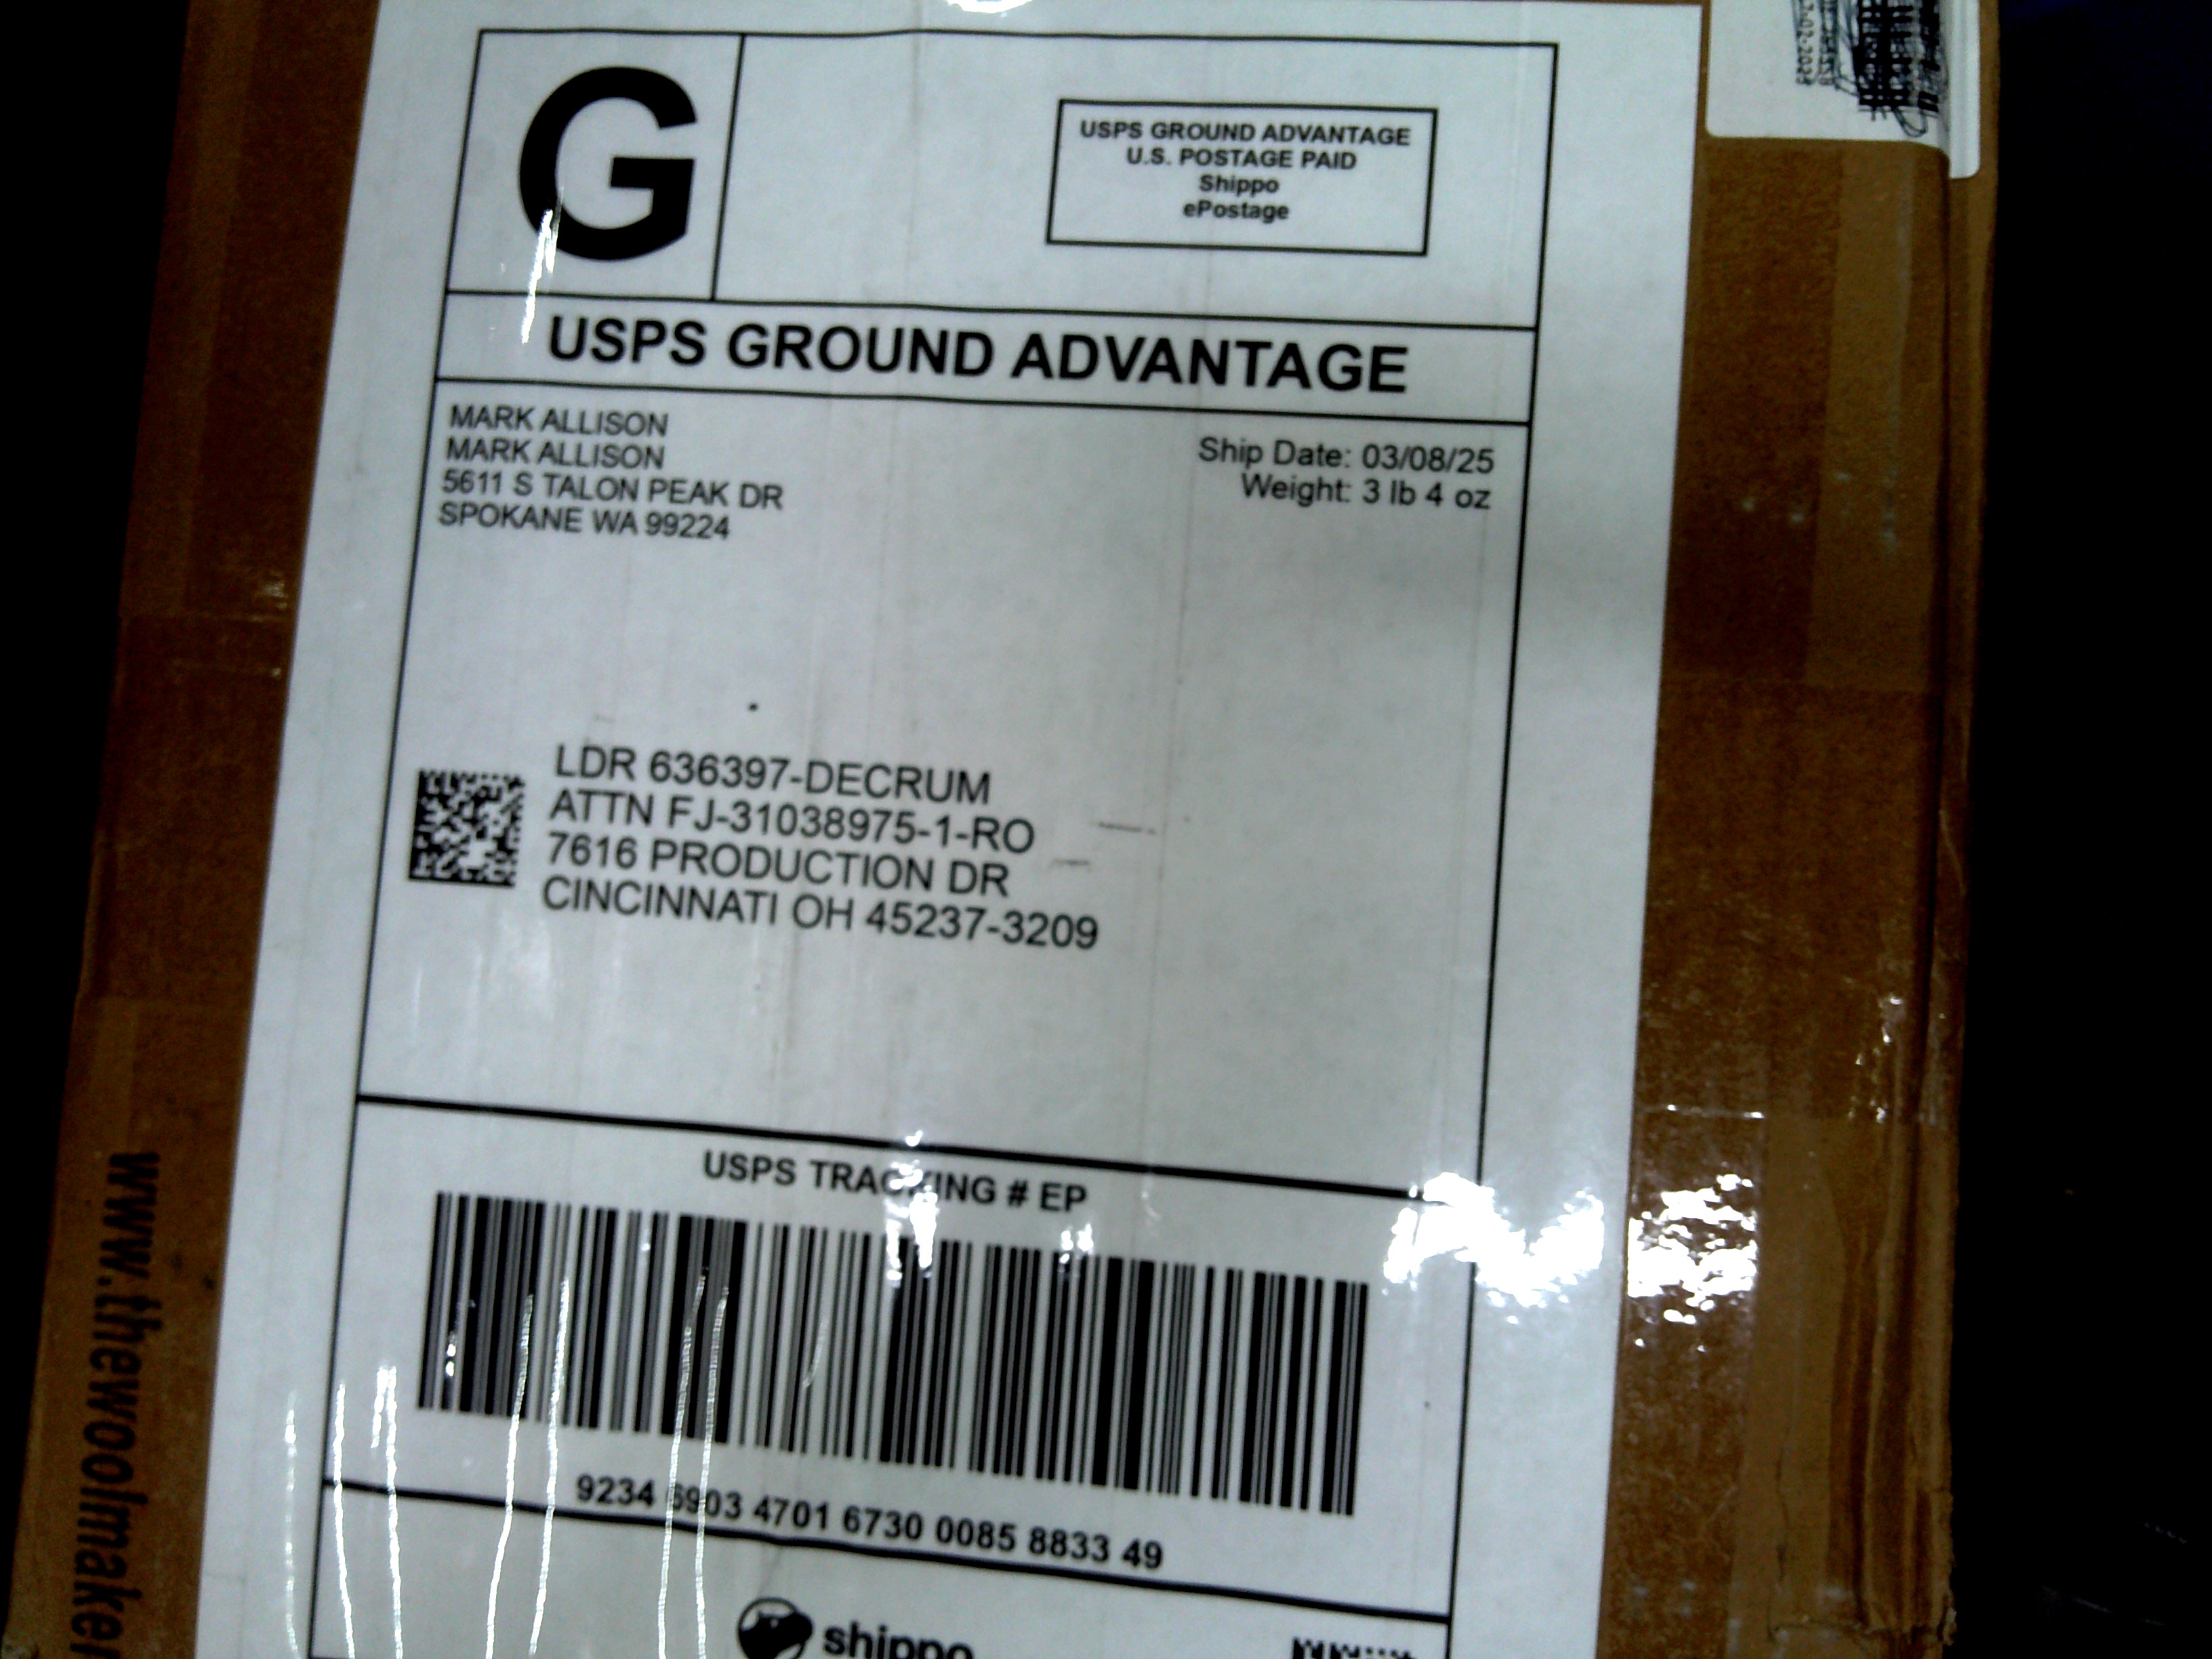 G
USPS GROUND ADVANTAGE
U.S. POSTAGE PAID
Shippo
ePostage
USPS GROUND ADVANTAGE
MARK ALLISON
MARK ALLISON
5611 S TALON PEAK DR
SPOKANE WA 99224
Ship Date: 03/08/25
Weight: 3 lb 4 oz
LDR 636397-DECRUM
ATTN FJ-31038975-1-RO
7616 PRODUCTION DR
CINCINNATI OH 45237-3209
USPS TRACKING # EP
9234 6903 4701 6730 0085 8833 49
shippo
www.thewoolmaker